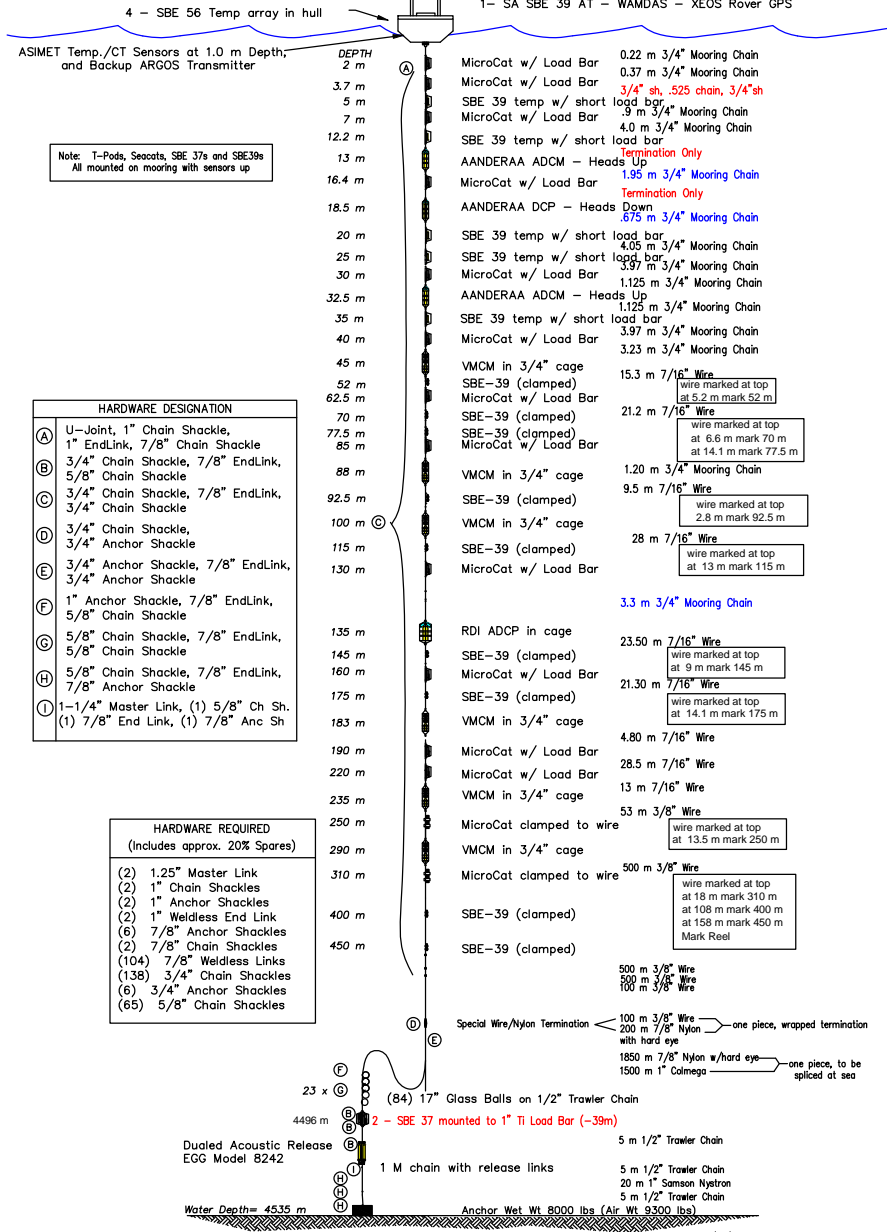 4 – SBE 56 Temp array in hull
1– SA SBE 39 AT – WAMDAS – XEOS Rover GPS
ASIMET Temp./CT Sensors at 1.0 m Depth,
and Backup ARGOS Transmitter
Note: T-Pods, Seacats, SBE 37s and SBE39s
All mounted on mooring with sensors up
DEPTH
A
2 m MicroCat w/ Load Bar 0.22 m 3/4" Mooring Chain
3.7 m MicroCat w/ Load Bar 0.37 m 3/4" Mooring Chain
3/4" sh, .525 chain, 3/4"sh
5 m SBE 39 temp w/ short load bar
7 m MicroCat w/ Load Bar .9 m 3/4" Mooring Chain
4.0 m 3/4" Mooring Chain
12.2 m SBE 39 temp w/ short load bar
Termination Only
13 m AANDERAA ADCM – Heads Up
1.95 m 3/4" Mooring Chain
16.4 m MicroCat w/ Load Bar
Termination Only
18.5 m AANDERAA DCP – Heads Down
.675 m 3/4" Mooring Chain
20 m SBE 39 temp w/ short load bar
4.05 m 3/4" Mooring Chain
25 m SBE 39 temp w/ short load bar
3.97 m 3/4" Mooring Chain
30 m MicroCat w/ Load Bar
1.125 m 3/4" Mooring Chain
32.5 m AANDERAA ADCM – Heads Up
1.125 m 3/4" Mooring Chain
35 m SBE 39 temp w/ short load bar
3.97 m 3/4" Mooring Chain
40 m MicroCat w/ Load Bar
3.23 m 3/4" Mooring Chain
45 m VMCM in 3/4" cage
15.3 m 7/16" Wire
52 m SBE-39 (clamped)
wire marked at top
at 5.2 m mark 52 m
62.5 m MicroCat w/ Load Bar
21.2 m 7/16" Wire
70 m SBE-39 (clamped)
77.5 m SBE-39 (clamped)
wire marked at top
at 6.6 m mark 70 m
at 14.1 m mark 77.5 m
85 m MicroCat w/ Load Bar
88 m VMCM in 3/4" cage
1.20 m 3/4" Mooring Chain
9.5 m 7/16" Wire
92.5 m SBE-39 (clamped)
wire marked at top
2.8 m mark 92.5 m
100 m C VMCM in 3/4" cage
28 m 7/16" Wire
115 m SBE-39 (clamped)
wire marked at top
at 13 m mark 115 m
130 m MicroCat w/ Load Bar
3.3 m 3/4" Mooring Chain
135 m RDI ADCP in cage
23.50 m 7/16" Wire
145 m SBE-39 (clamped)
wire marked at top
at 9 m mark 145 m
160 m MicroCat w/ Load Bar
21.30 m 7/16" Wire
175 m SBE-39 (clamped)
wire marked at top
at 14.1 m mark 175 m
183 m VMCM in 3/4" cage
4.80 m 7/16" Wire
190 m MicroCat w/ Load Bar
28.5 m 7/16" Wire
220 m MicroCat w/ Load Bar
13 m 7/16" Wire
235 m VMCM in 3/4" cage
53 m 3/8" Wire
250 m MicroCat clamped to wire
wire marked at top
at 13.5 m mark 250 m
290 m VMCM in 3/4" cage
500 m 3/8" Wire
310 m MicroCat clamped to wire
wire marked at top
at 18 m mark 310 m
at 108 m mark 400 m
at 158 m mark 450 m
Mark Reel
400 m SBE-39 (clamped)
450 m SBE-39 (clamped)
500 m 3/8" Wire
500 m 3/8" Wire
100 m 3/8" Wire
HARDWARE DESIGNATION
A U-Joint, 1" Chain Shackle,
1" EndLink, 7/8" Chain Shackle
B 3/4" Chain Shackle, 7/8" EndLink,
5/8" Chain Shackle
C 3/4" Chain Shackle, 7/8" EndLink,
3/4" Chain Shackle
D 3/4" Chain Shackle,
3/4" Anchor Shackle
E 3/4" Anchor Shackle, 7/8" EndLink,
3/4" Anchor Shackle
F 1" Anchor Shackle, 7/8" EndLink,
5/8" Chain Shackle
G 5/8" Chain Shackle, 7/8" EndLink,
5/8" Chain Shackle
H 5/8" Chain Shackle, 7/8" EndLink,
7/8" Anchor Shackle
I 1-1/4" Master Link, (1) 5/8" Ch Sh.
(1) 7/8" End Link, (1) 7/8" Anc Sh
HARDWARE REQUIRED
(Includes approx. 20% Spares)
(2) 1.25" Master Link
(2) 1" Chain Shackles
(2) 1" Anchor Shackles
(2) 1" Weldless End Link
(6) 7/8" Anchor Shackles
(2) 7/8" Chain Shackles
(104) 7/8" Weldless Links
(138) 3/4" Chain Shackles
(6) 3/4" Anchor Shackles
(65) 5/8" Chain Shackles
D Special Wire/Nylon Termination
100 m 3/8" Wire
200 m 7/8" Nylon
with hard eye
one piece, wrapped termination
E
1850 m 7/8" Nylon w/hard eye
1500 m 1" Colmega
one piece, to be
spliced at sea
F
23 x G
(84) 17" Glass Balls on 1/2" Trawler Chain
B
4496 m 2 – SBE 37 mounted to 1" Ti Load Bar (–39m)
B
5 m 1/2" Trawler Chain
Dualed Acoustic Release B
EGG Model 8242
I 1 M chain with release links
5 m 1/2" Trawler Chain
H
20 m 1" Samson Nystron
H
5 m 1/2" Trawler Chain
H
Water Depth= 4535 m Anchor Wet Wt 8000 lbs (Air Wt 9300 lbs)